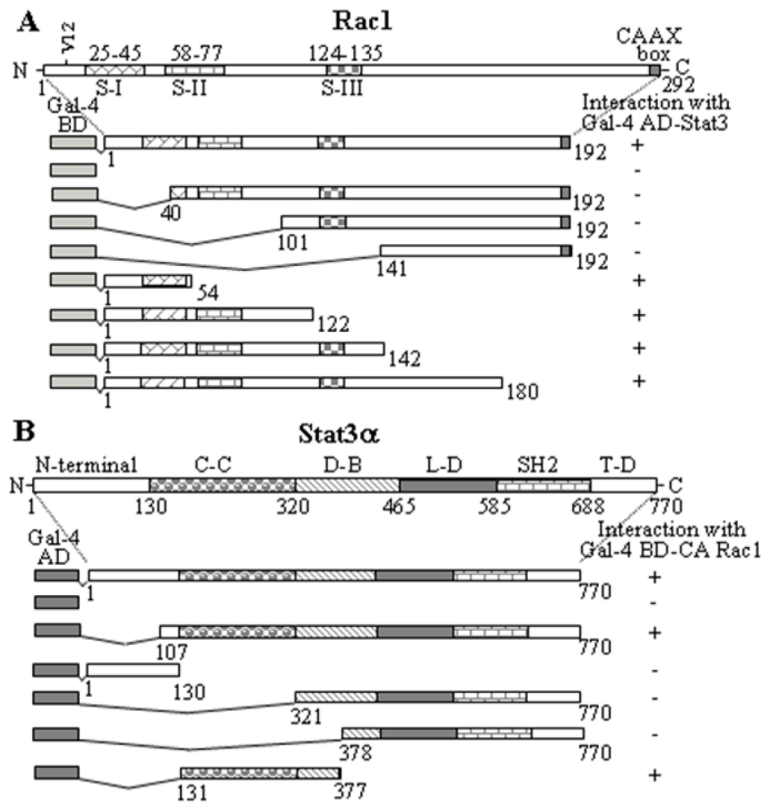 A Rac1
V12 25-45 58-77 124-135 CAAX box
N C
1 S-I S-II S-III 292
Gal-4 BD Interaction with Gal-4 AD-Stat3
1 192 +
-
40 192 -
101 192 -
141 192 -
1 54 +
1 122 +
1 142 +
1 180 +
B Stat3α
N-terminal C-C D-B L-D SH2 T-D
N C
1 130 320 465 585 688 770
Gal-4 AD Interaction with Gal-4 BD-CA Rac1
1 770 +
-
107 770 +
1 130 -
321 770 -
378 770 -
131 377 +